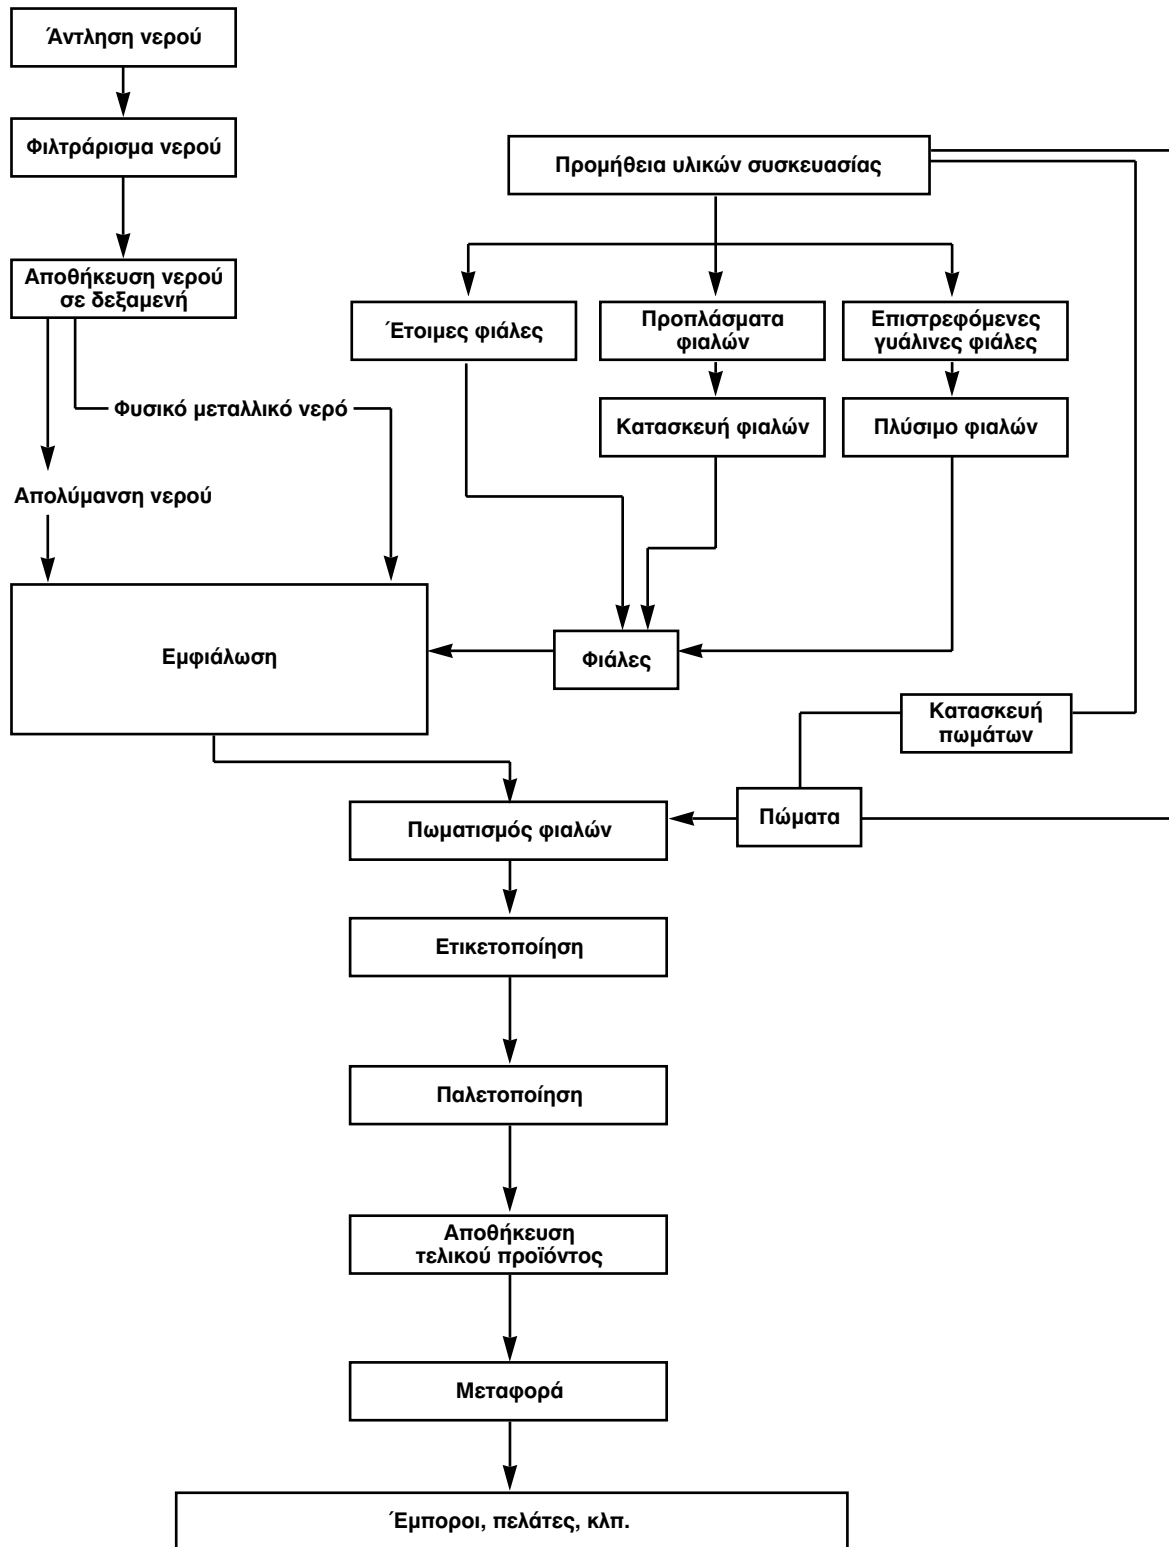 Άντληση νερού
Φιλτράρισμα νερού
Προμήθεια υλικών συσκευασίας
Αποθήκευση νερού
σε δεξαμενή
Έτοιμες φιάλες
Προπλάσματα
φιαλών
Επιστρεφόμενες
γυάλινες φιάλες
Φυσικό μεταλλικό νερό
Κατασκευή φιαλών
Πλύσιμο φιαλών
Απολύμανση νερού
Εμφιάλωση
Φιάλες
Κατασκευή
πωμάτων
Πώματα
Πωματισμός φιαλών
Ετικετοποίηση
Παλετοποίηση
Αποθήκευση
τελικού προϊόντος
Μεταφορά
Έμποροι, πελάτες, κλπ.